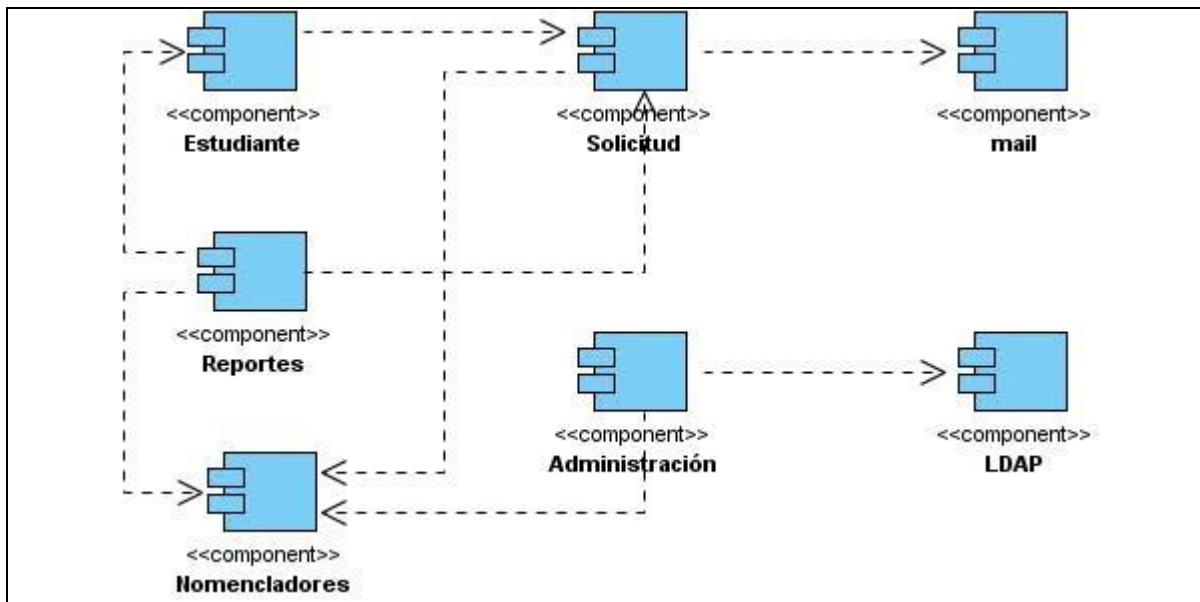 <<component>>
Estudiante
<<component>>
Solicitud
<<component>>
mail
<<component>>
Reportes
<<component>>
Administración
<<component>>
LDAP
<<component>>
Nomencladores